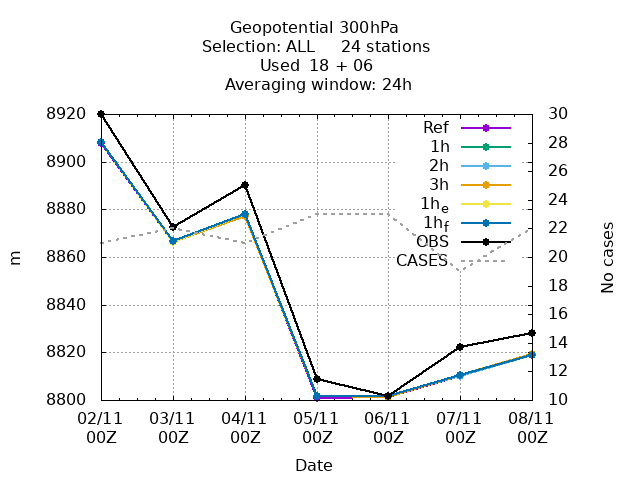 Geopotential 300hPa
Selection: ALL 24 stations
Used 18 + 06
Averaging window: 24h
8920
8900
8880
8860
8840
8820
8800
m
30
28
26
24
22
20
18
16
14
12
10
No cases
Ref
1h
2h
3h
1he
1hf
OBS
CASES
02/11 03/11 04/11 05/11 06/11 07/11 08/11
00Z 00Z 00Z 00Z 00Z 00Z 00Z
Date